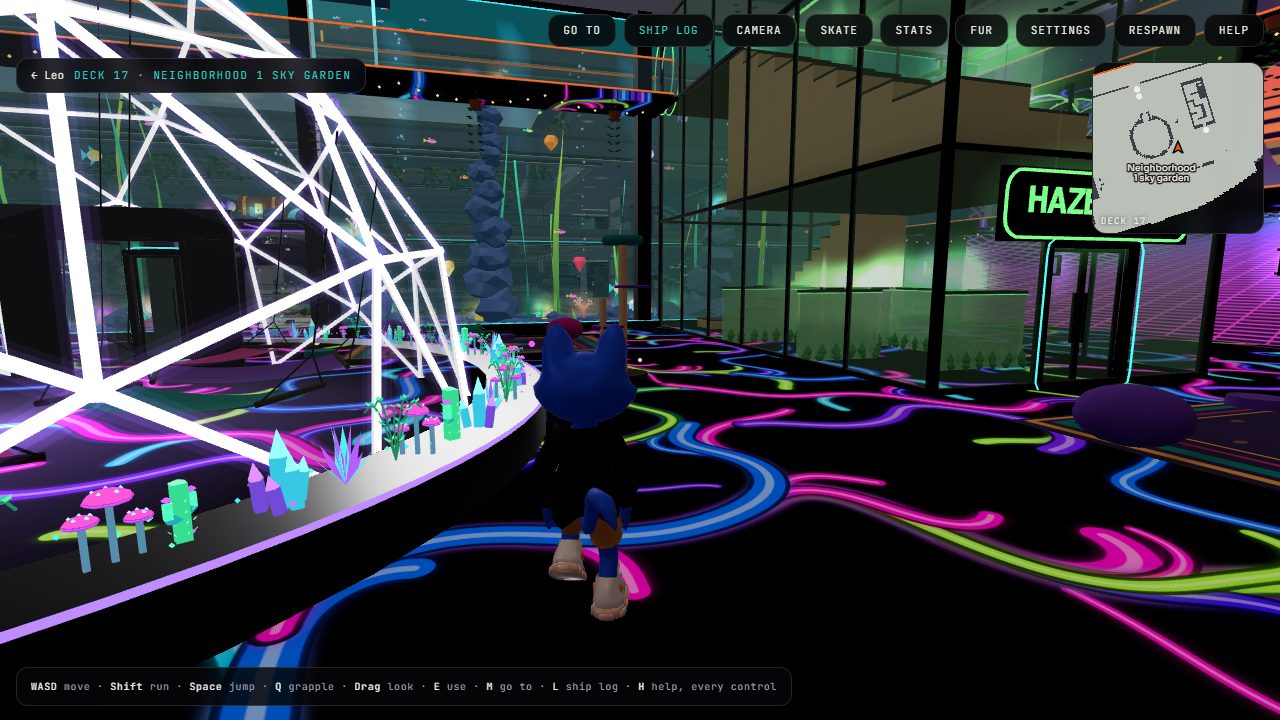 GO TO
SHIP LOG
CAMERA
SKATE
STATS
FUR
SETTINGS
RESPAWN
HELP
← Leo DECK 17 · NEIGHBORHOOD 1 SKY GARDEN
Neighborhood
1 sky garden
DECK 17
HAZE
WASD move · Shift run · Space jump · Q grapple · Drag look · E use · M go to · L ship log · H help, every control